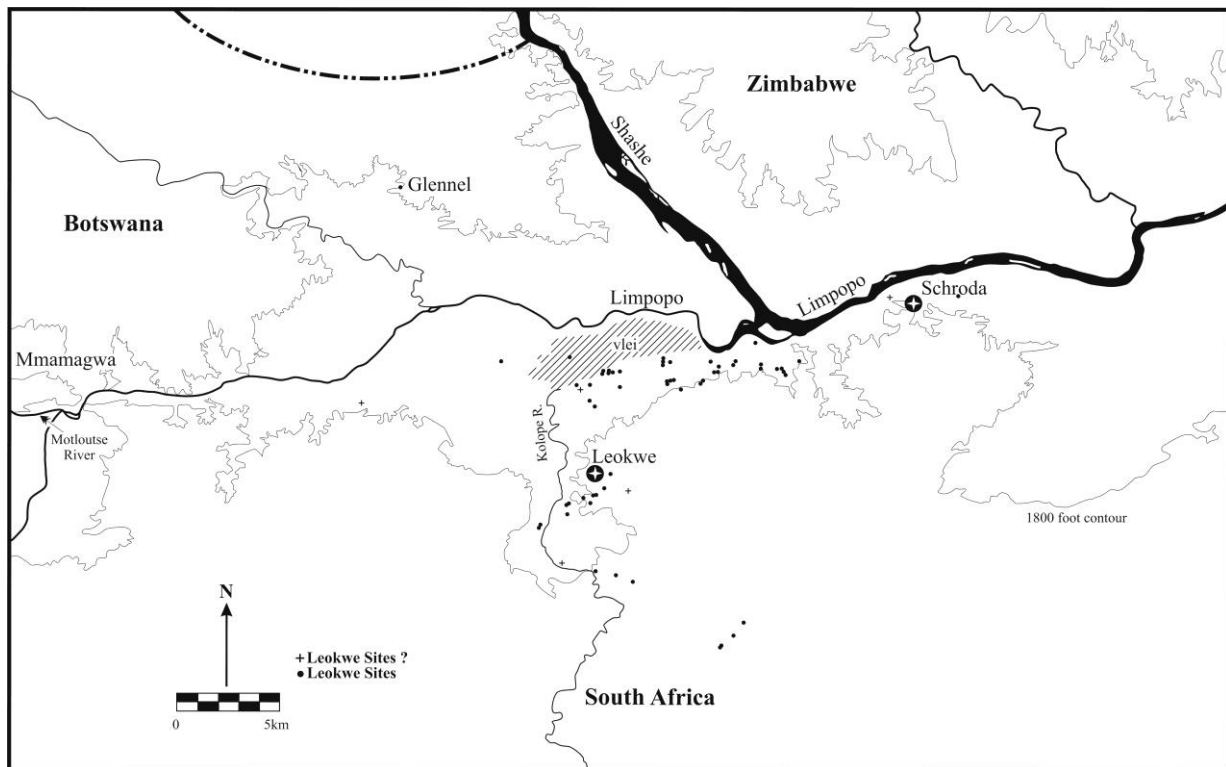 Zimbabwe
Shashe
Glennel
Botswana
Limpopo
Limpopo
Schroda
vlei
Mmamagwa
Motloutse
River
Kolope R.
Leokwe
1800 foot contour
N
+ Leokwe Sites ?
• Leokwe Sites
South Africa
0 5km